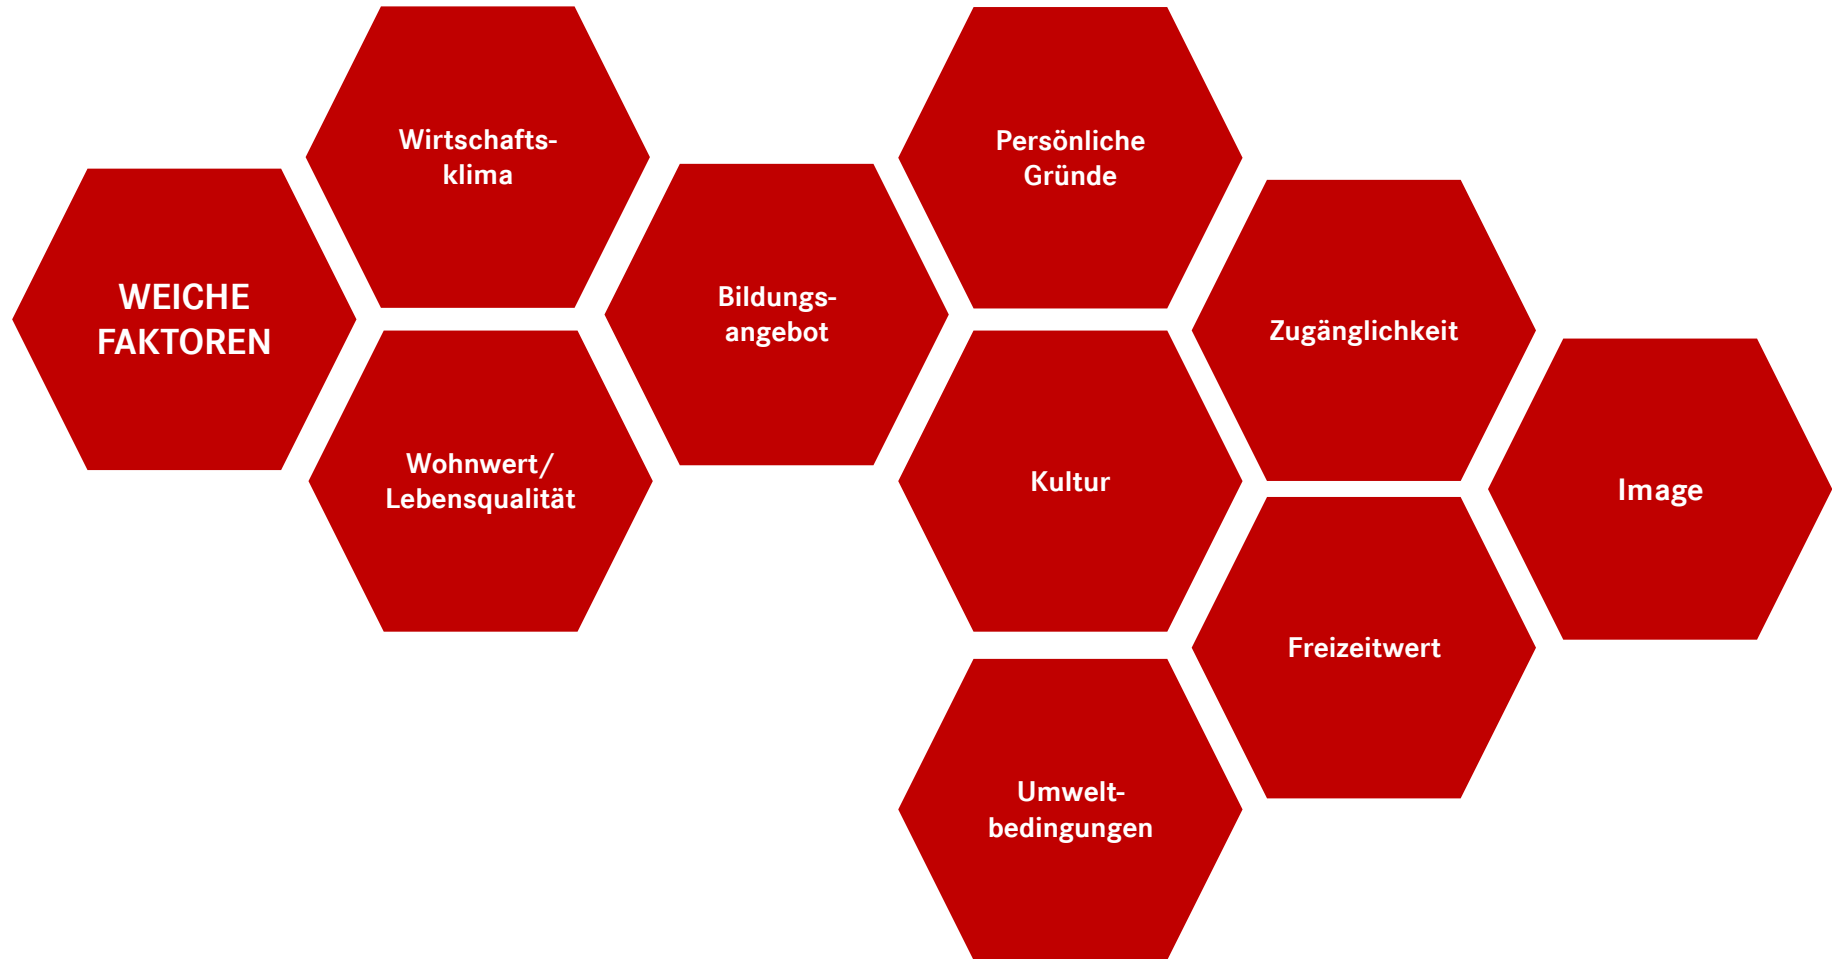 WEICHE
FAKTOREN
Wirtschafts-
klima
Wohnwert/
Lebensqualität
Bildungs-
angebot
Persönliche
Gründe
Kultur
Umwelt-
bedingungen
Zugänglichkeit
Freizeitwert
Image